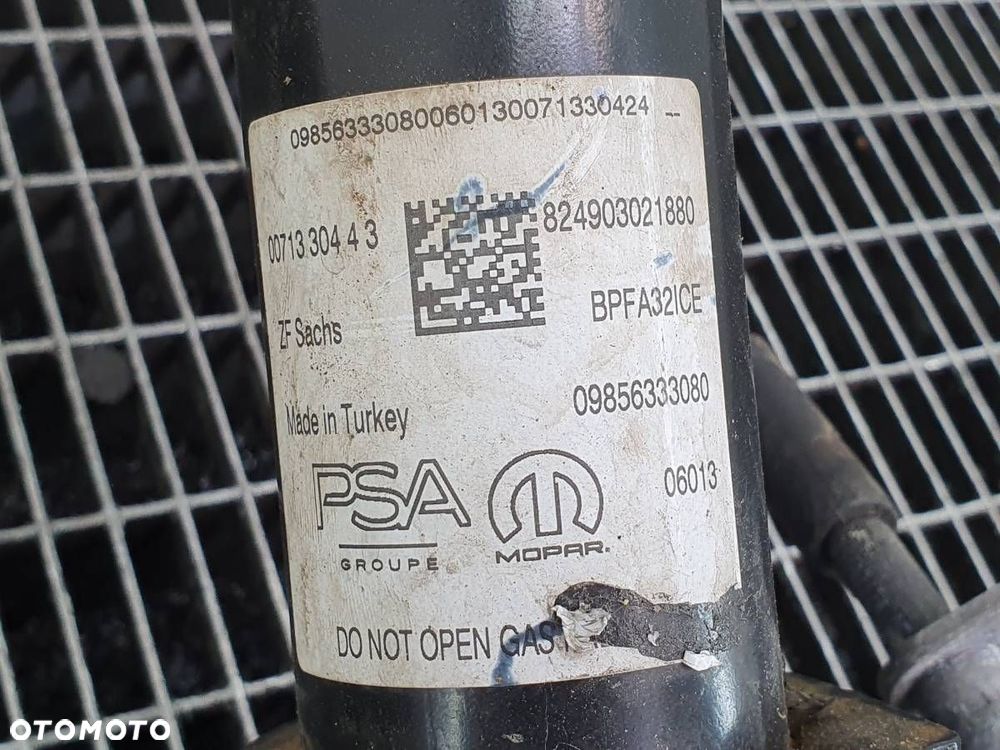 09856333080060130071330424 --
00713 304 4 3
824903021880
ZF Sachs
BPFA32ICE
Made in Turkey
09856333080
06013
PSA
GROUPE
MOPAR.
DO NOT OPEN GAS
OTOMOTO